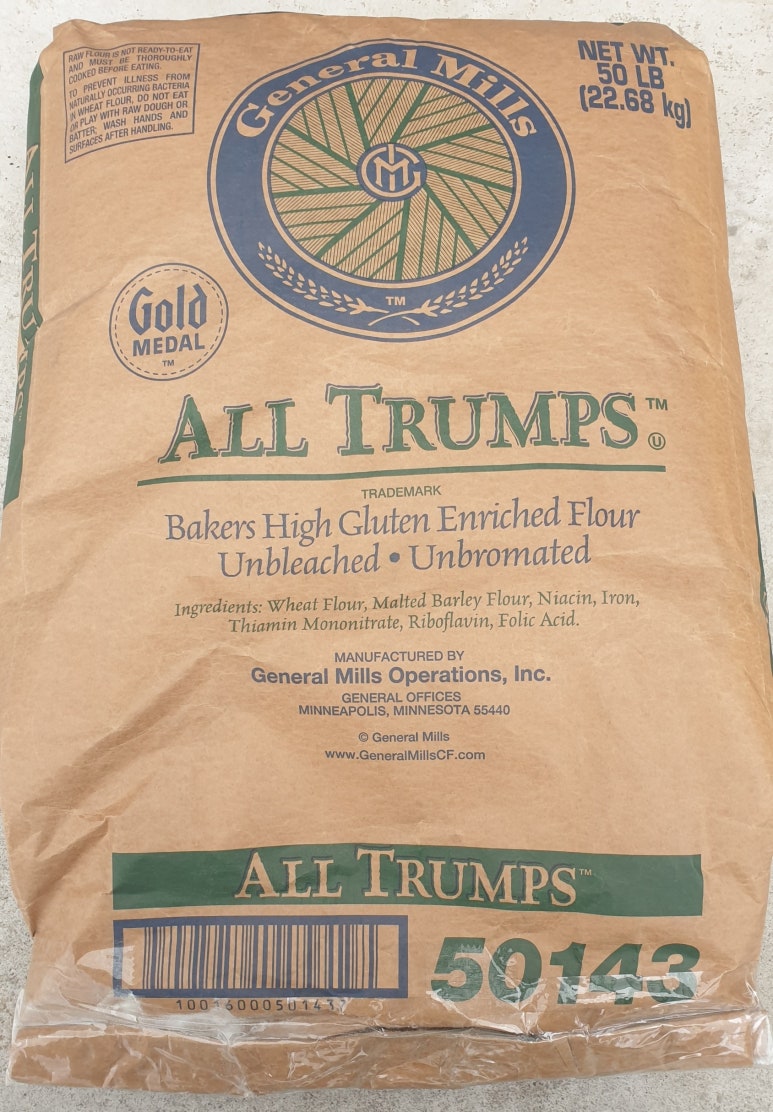 RAW FLOUR IS NOT READY-TO-EAT
AND MUST BE THOROUGHLY
COOKED BEFORE EATING.
TO PREVENT ILLNESS FROM
NATURALLY OCCURRING BACTERIA
IN WHEAT FLOUR, DO NOT EAT
OR PLAY WITH RAW DOUGH OR
BATTER; WASH HANDS AND
SURFACES AFTER HANDLING.
General Mills
GM
TM
NET WT.
50 LB
(22.68 kg)
Gold
MEDAL
TM
ALL TRUMPS
ALL TRUMPS™ Ⓤ
TRADEMARK
Bakers High Gluten Enriched Flour
Unbleached • Unbromated
Ingredients: Wheat Flour, Malted Barley Flour, Niacin, Iron,
Thiamin Mononitrate, Riboflavin, Folic Acid.
MANUFACTURED BY
General Mills Operations, Inc.
GENERAL OFFICES
MINNEAPOLIS, MINNESOTA 55440
© General Mills
www.GeneralMillsCF.com
ALL TRUMPS™
50143